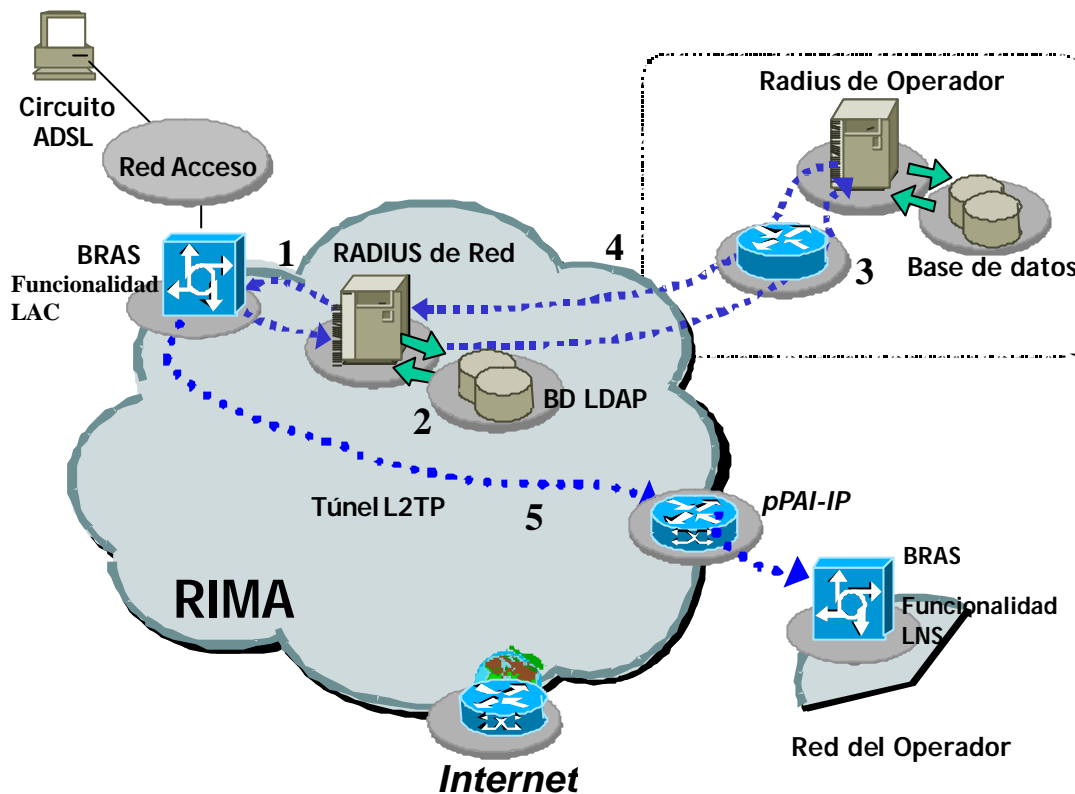 Circuito
ADSL
Red Acceso
BRAS
Funcionalidad
LAC
1
RADIUS de Red
4
Radius de Operador
3
Base de datos
2
BD LDAP
Túnel L2TP
5
pPAI-IP
RIMA
BRAS
Funcionalidad
LNS
Internet
Red del Operador